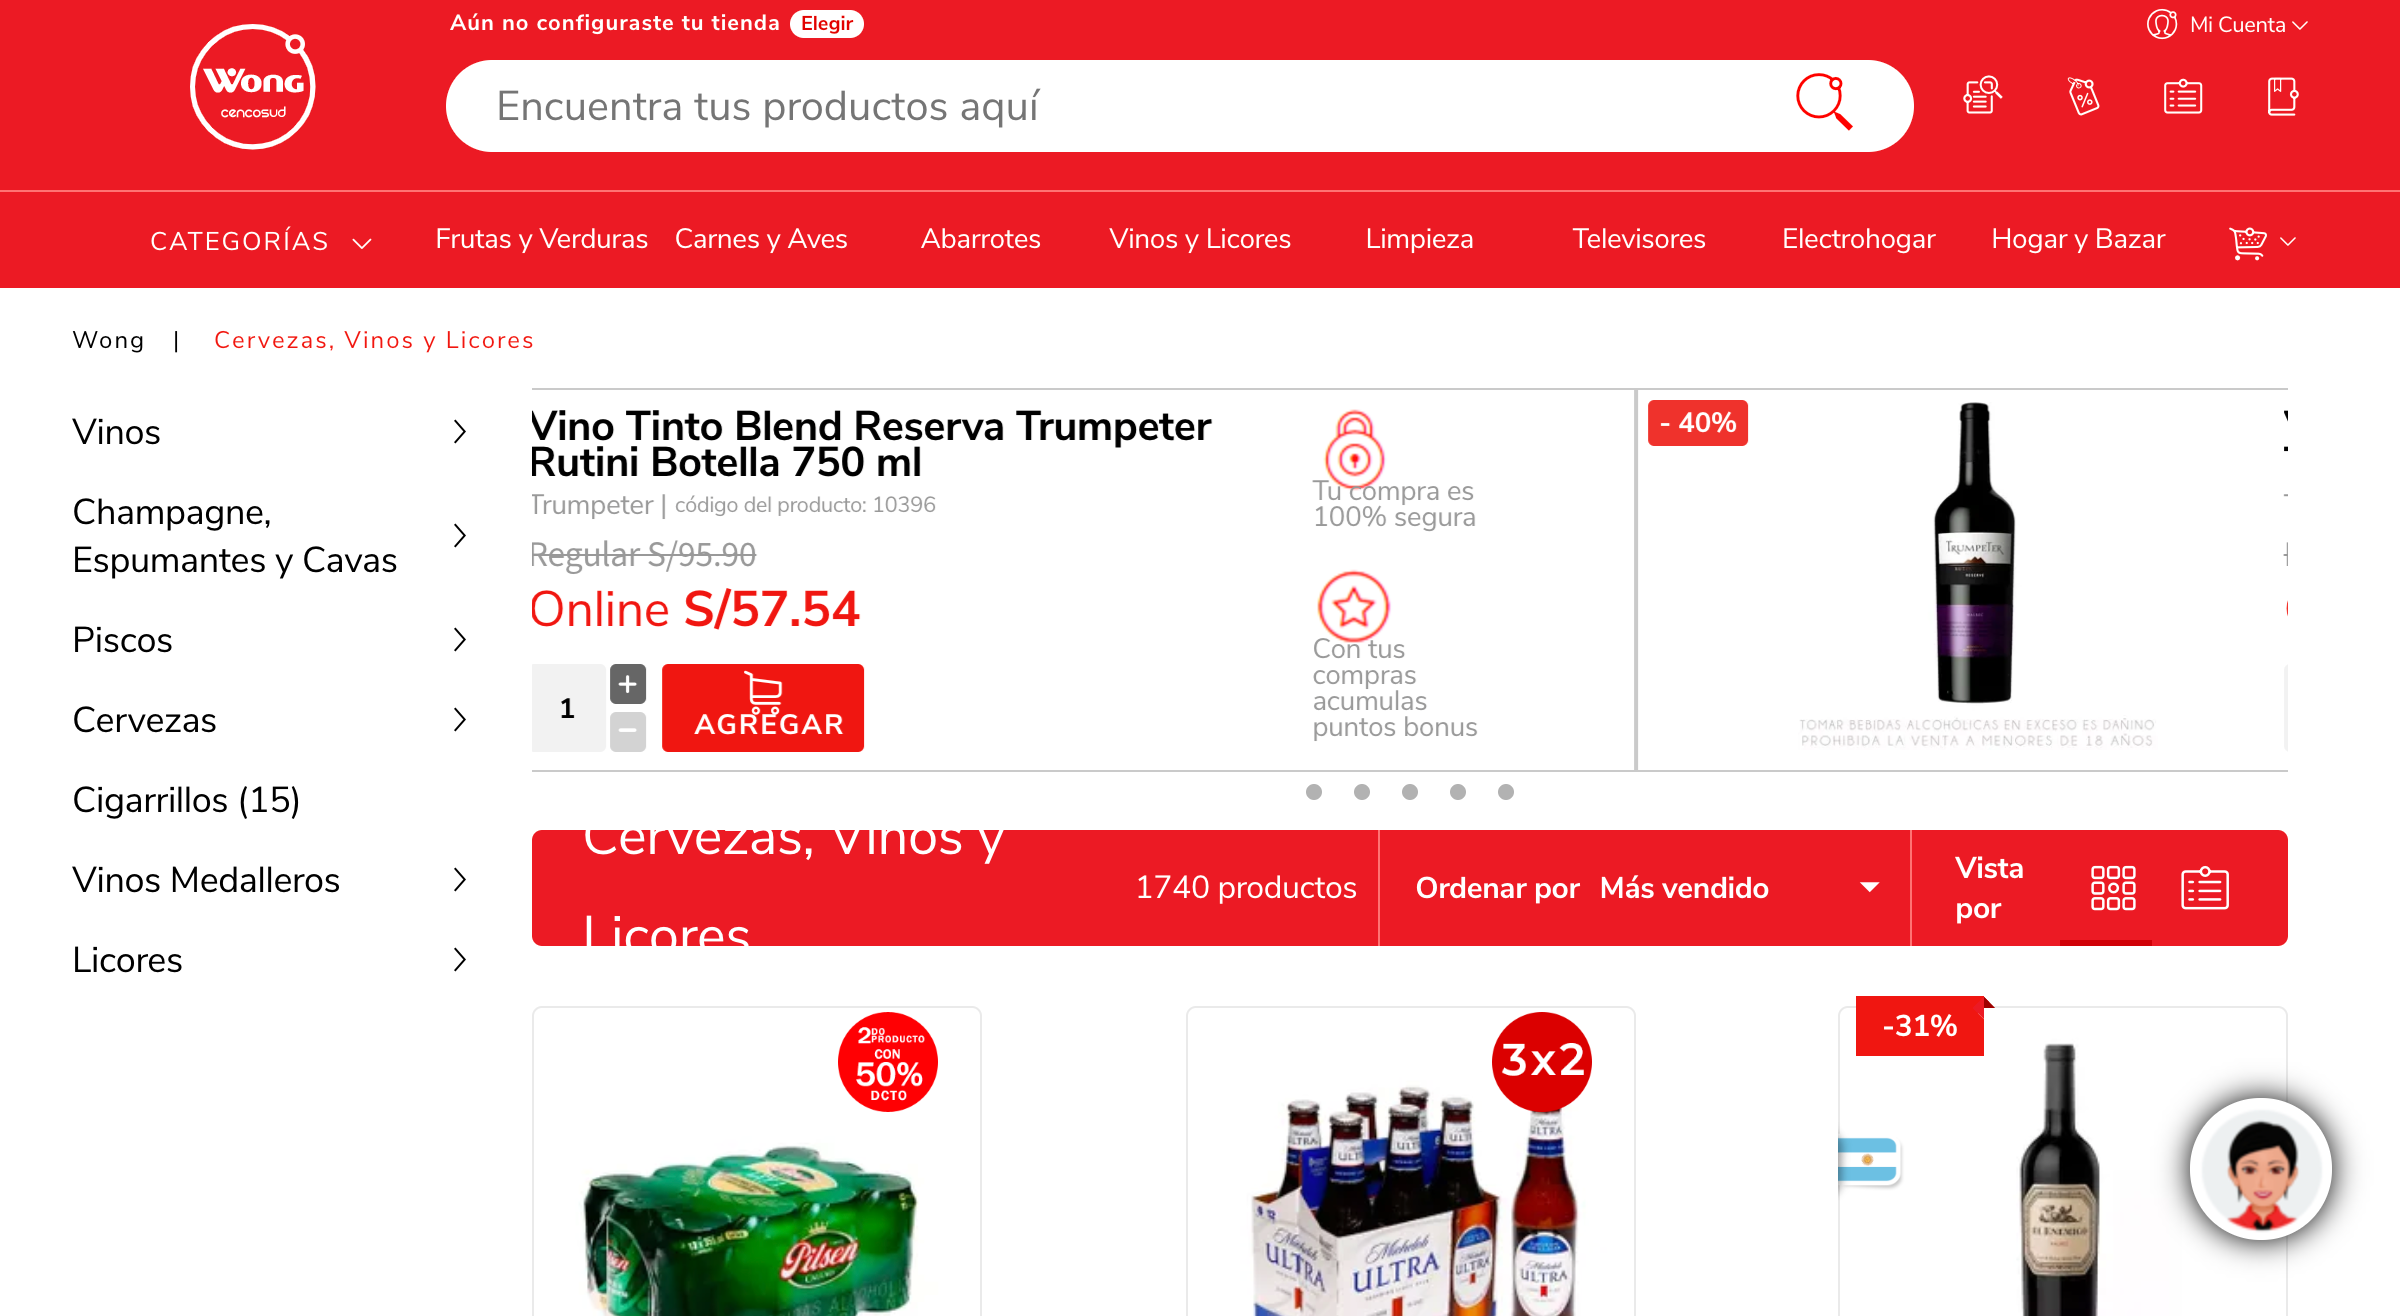 Aún no configuraste tu tienda Elegir
Mi Cuenta
Wong
cencosud
Encuentra tus productos aquí
CATEGORÍAS
Frutas y Verduras
Carnes y Aves
Abarrotes
Vinos y Licores
Limpieza
Televisores
Electrohogar
Hogar y Bazar
Wong | Cervezas, Vinos y Licores
Vinos
Champagne,
Espumantes y Cavas
Piscos
Cervezas
Cigarrillos (15)
Vinos Medalleros
Licores
Vino Tinto Blend Reserva Trumpeter
Rutini Botella 750 ml
Trumpeter | código del producto: 10396
Regular S/95.90
Online S/57.54
1
+
−
AGREGAR
Tu compra es
100% segura
Con tus
compras
acumulas
puntos bonus
- 40%
TRUMPETER
RESERVE
TOMAR BEBIDAS ALCOHÓLICAS EN EXCESO ES DAÑINO
PROHIBIDA LA VENTA A MENORES DE 18 AÑOS
Cervezas, Vinos y
Licores
1740 productos
Ordenar por Más vendido
Vista
por
2DO PRODUCTO
CON
50%
DCTO
Pilsen
CALLAO
3x2
Michelob
ULTRA
Michelob
ULTRA
ULTRA
ULTRA
-31%
EL ENEMIGO